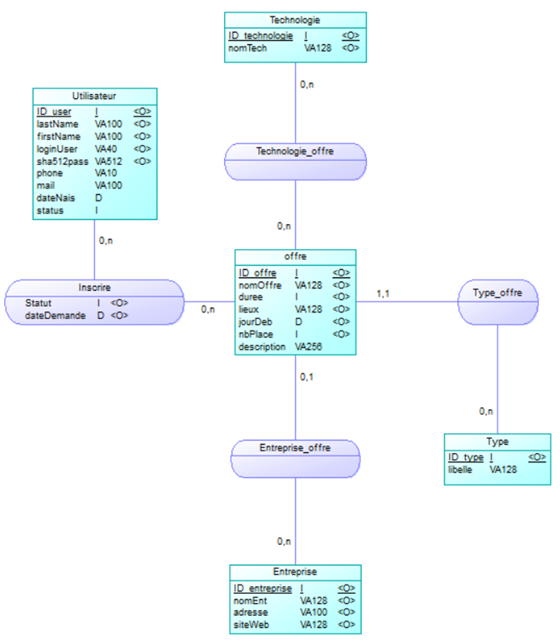 Technologie
ID_technologie I <O>
nomTech VA128 <O>
0,n
Utilisateur
ID_user I <O>
lastName VA100 <O>
firstName VA100 <O>
loginUser VA40 <O>
sha512pass VA512 <O>
phone VA10
mail VA100
dateNais D
status I
Technologie_offre
0,n
0,n
offre
ID_offre I <O>
nomOffre VA128 <O>
duree I <O>
lieux VA128 <O>
jourDeb D <O>
nbPlace I <O>
description VA256
Inscrire
Statut I <O>
dateDemande D <O>
0,n
1,1
Type_offre
0,1
0,n
Type
ID_type I <O>
libelle VA128
Entreprise_offre
0,n
Entreprise
ID_entreprise I <O>
nomEnt VA128 <O>
adresse VA100 <O>
siteWeb VA128 <O>